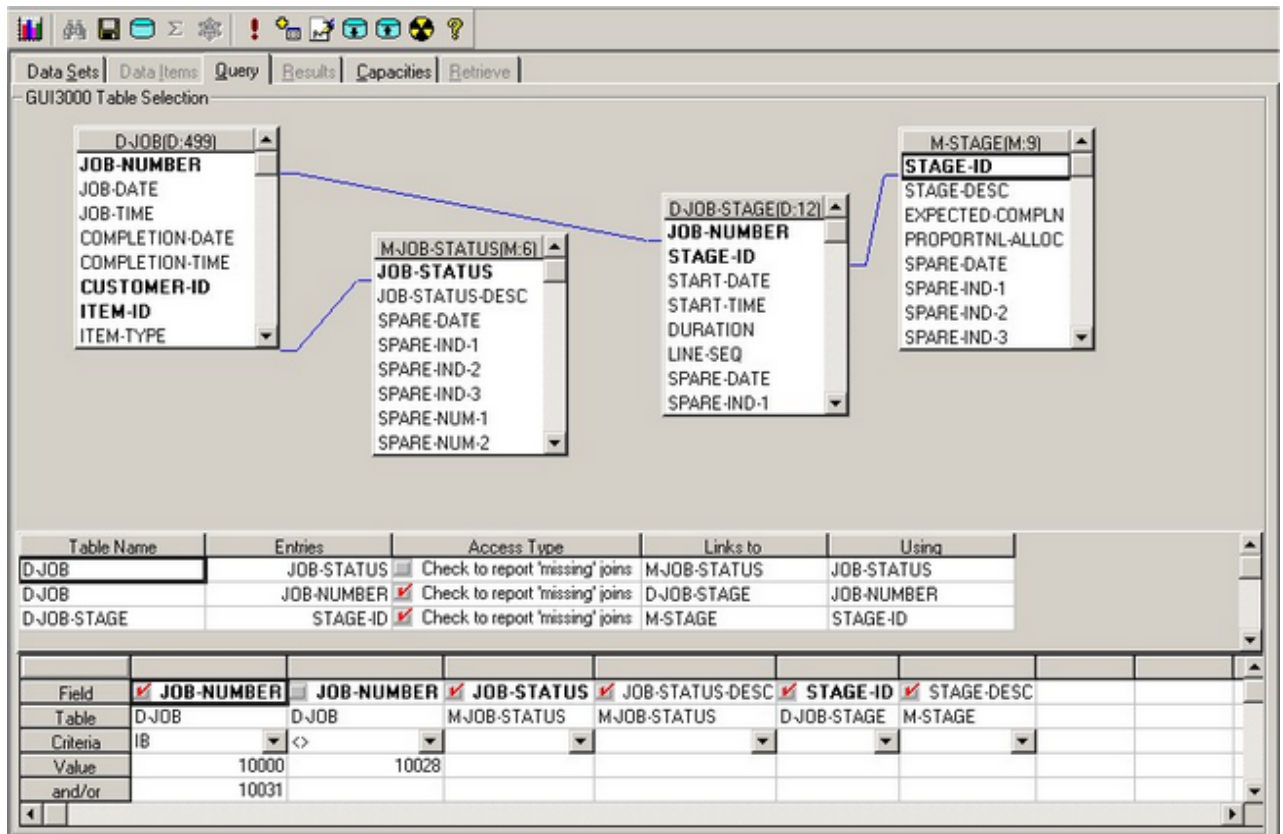 Data Sets Data Items Query Results Capacities Retrieve
GUI3000 Table Selection
D-JOB(D:499)
JOB-NUMBER
JOB-DATE
JOB-TIME
COMPLETION-DATE
COMPLETION-TIME
CUSTOMER-ID
ITEM-ID
ITEM-TYPE
M-JOB-STATUS(M:6)
JOB-STATUS
JOB-STATUS-DESC
SPARE-DATE
SPARE-IND-1
SPARE-IND-2
SPARE-IND-3
SPARE-NUM-1
SPARE-NUM-2
D-JOB-STAGE(D:12)
JOB-NUMBER
STAGE-ID
START-DATE
START-TIME
DURATION
LINE-SEQ
SPARE-DATE
SPARE-IND-1
M-STAGE(M:9)
STAGE-ID
STAGE-DESC
EXPECTED-COMPLN
PROPORTNL-ALLOC
SPARE-DATE
SPARE-IND-1
SPARE-IND-2
SPARE-IND-3
Table Name Entries Access Type Links to Using
D-JOB JOB-STATUS Check to report 'missing' joins M-JOB-STATUS JOB-STATUS
D-JOB JOB-NUMBER Check to report 'missing' joins D-JOB-STAGE JOB-NUMBER
D-JOB-STAGE STAGE-ID Check to report 'missing' joins M-STAGE STAGE-ID
Field JOB-NUMBER JOB-NUMBER JOB-STATUS JOB-STATUS-DESC STAGE-ID STAGE-DESC
Table D-JOB D-JOB M-JOB-STATUS M-JOB-STATUS D-JOB-STAGE M-STAGE
Criteria IB <>
Value 10000 10028
and/or 10031